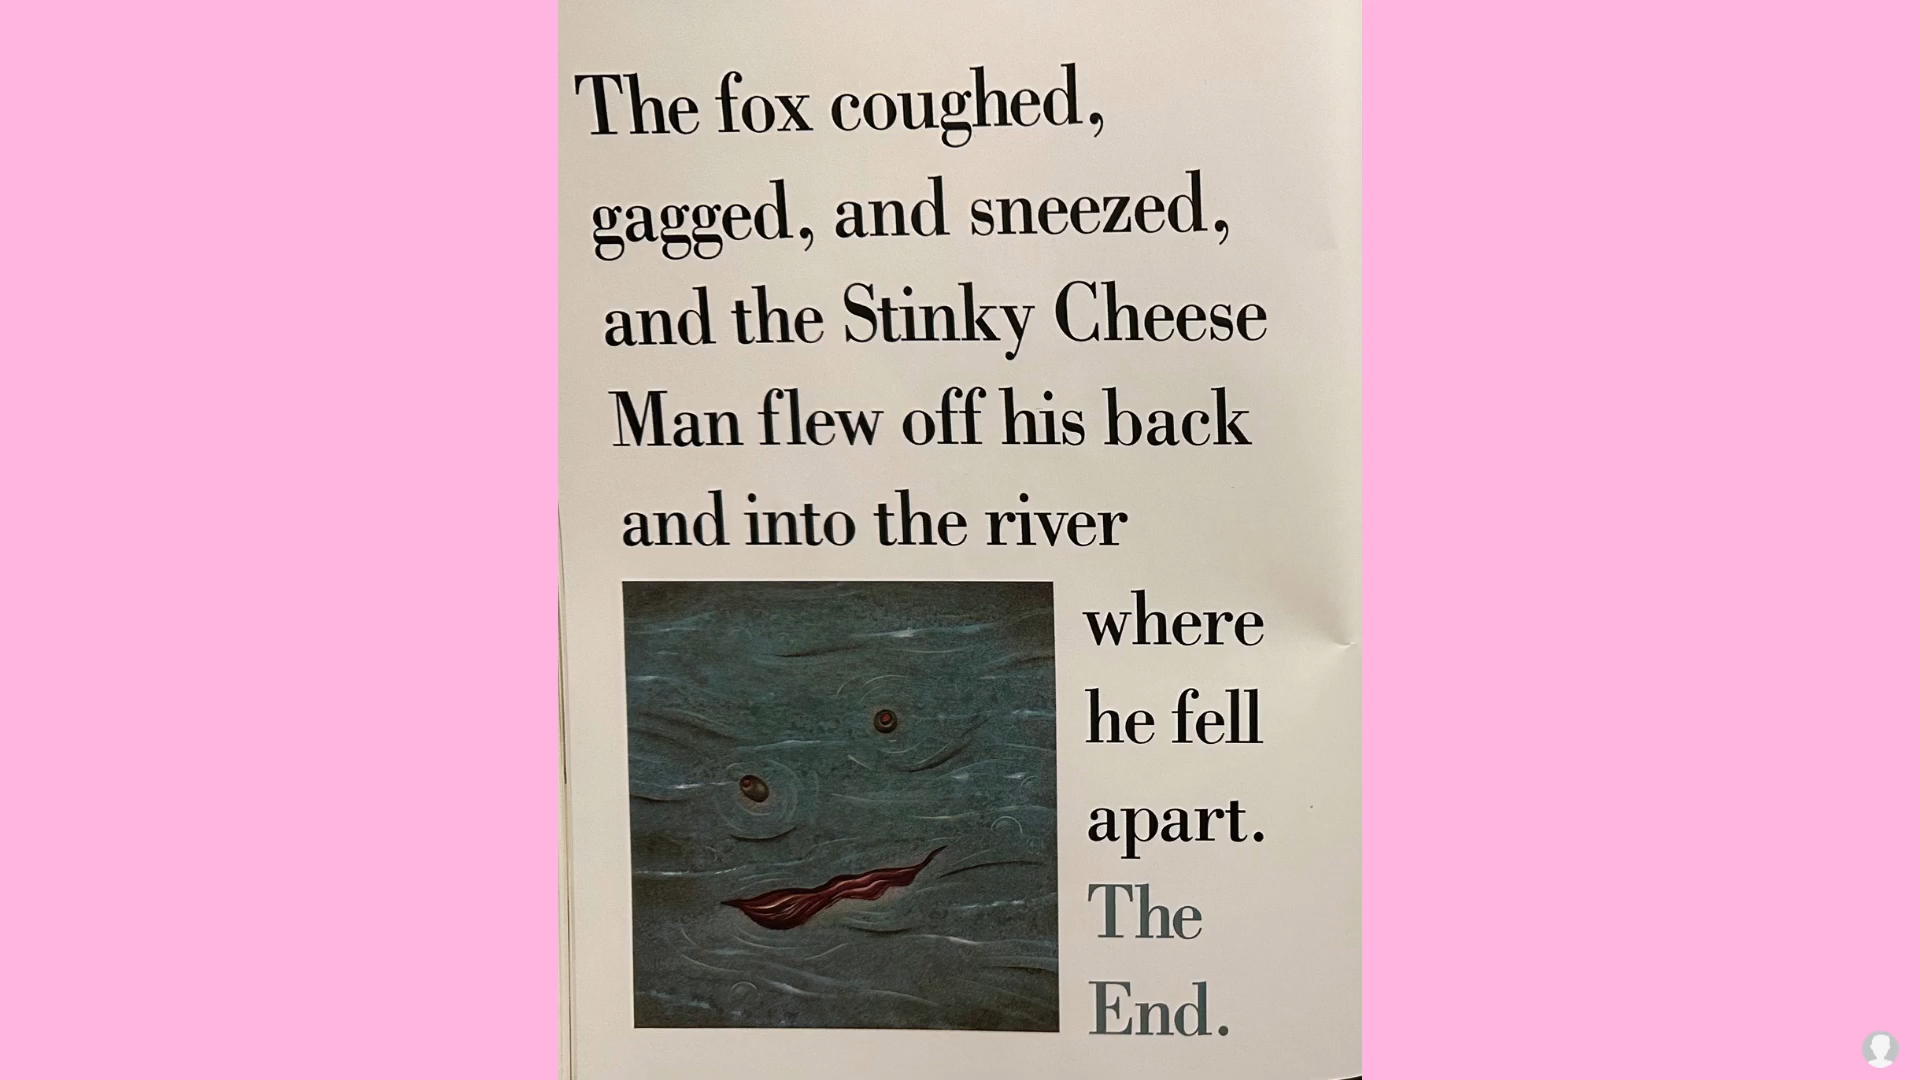 The fox coughed,
gagged, and sneezed,
and the Stinky Cheese
Man flew off his back
and into the river
where
he fell
apart.
The
End.